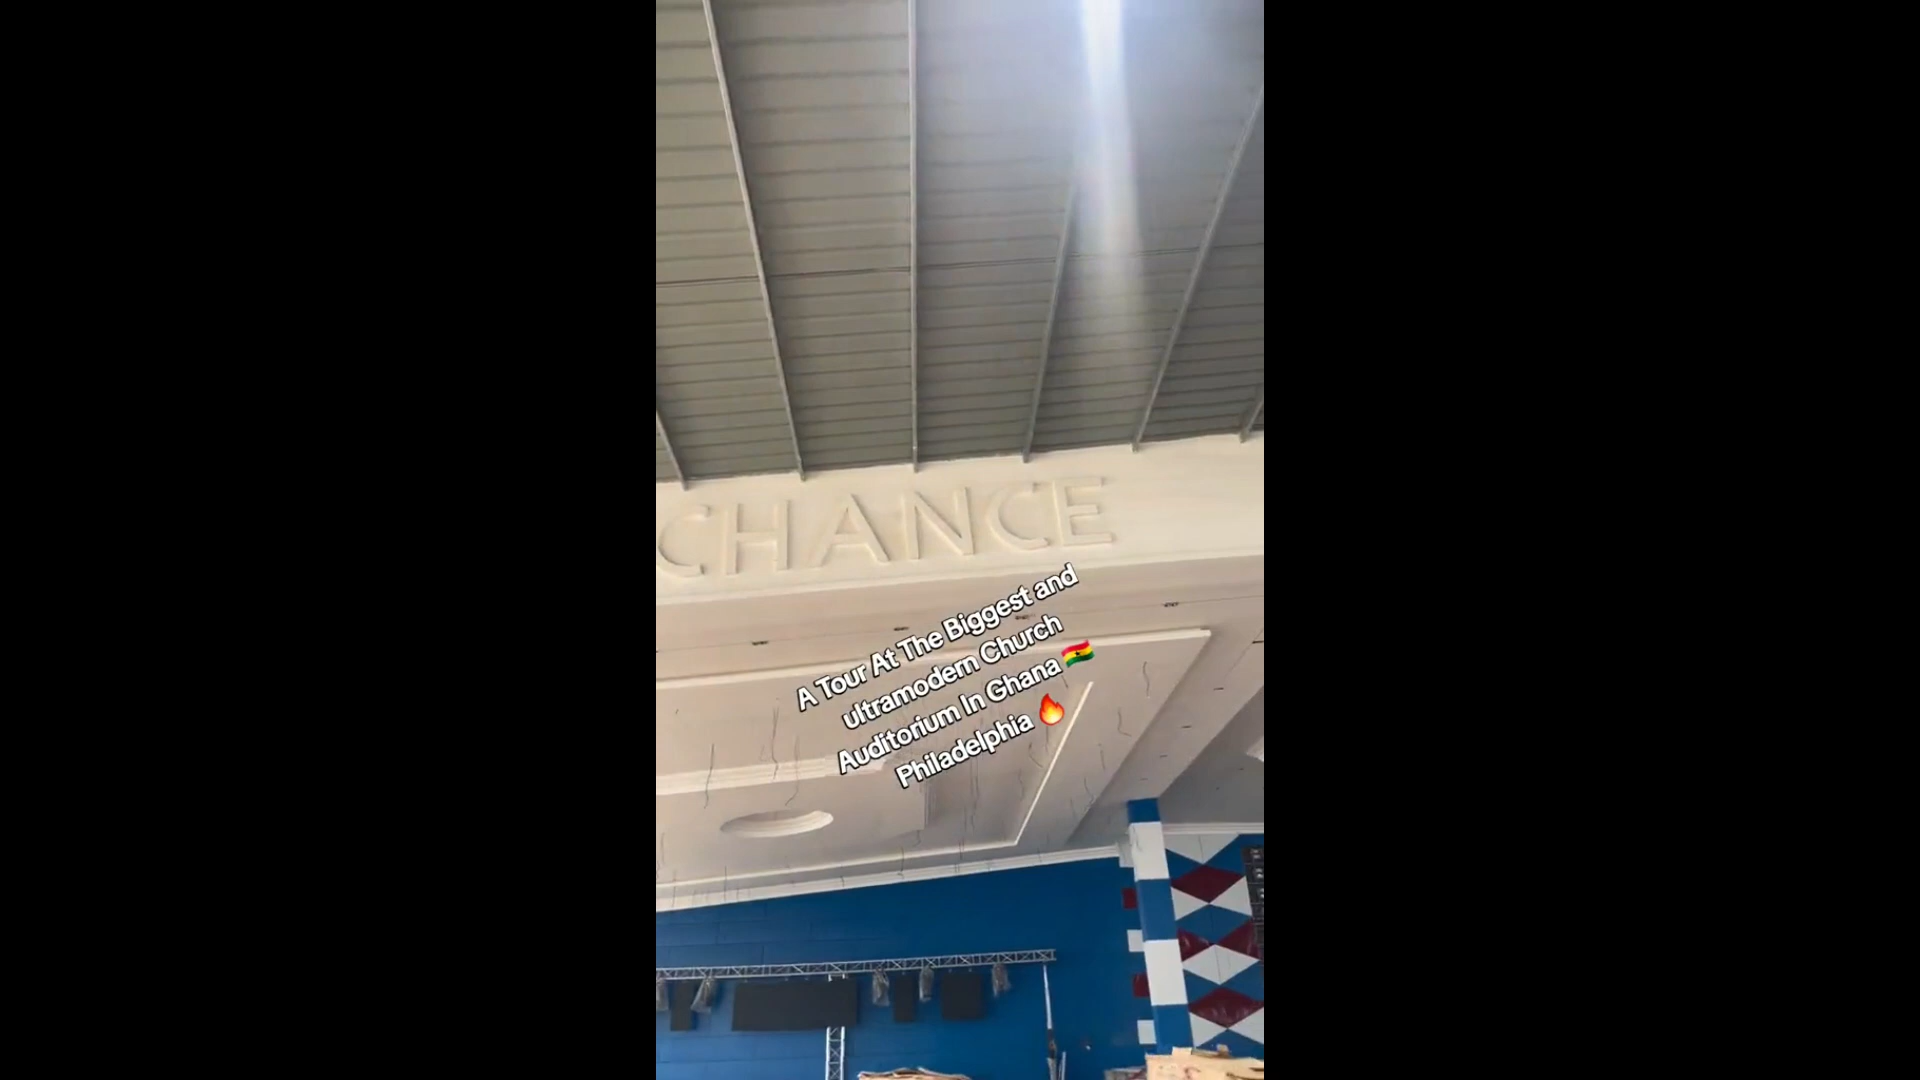 CHANCE
A Tour At The Biggest and
ultramodern Church
Auditorium In Ghana 🇬🇭
Philadelphia 🔥